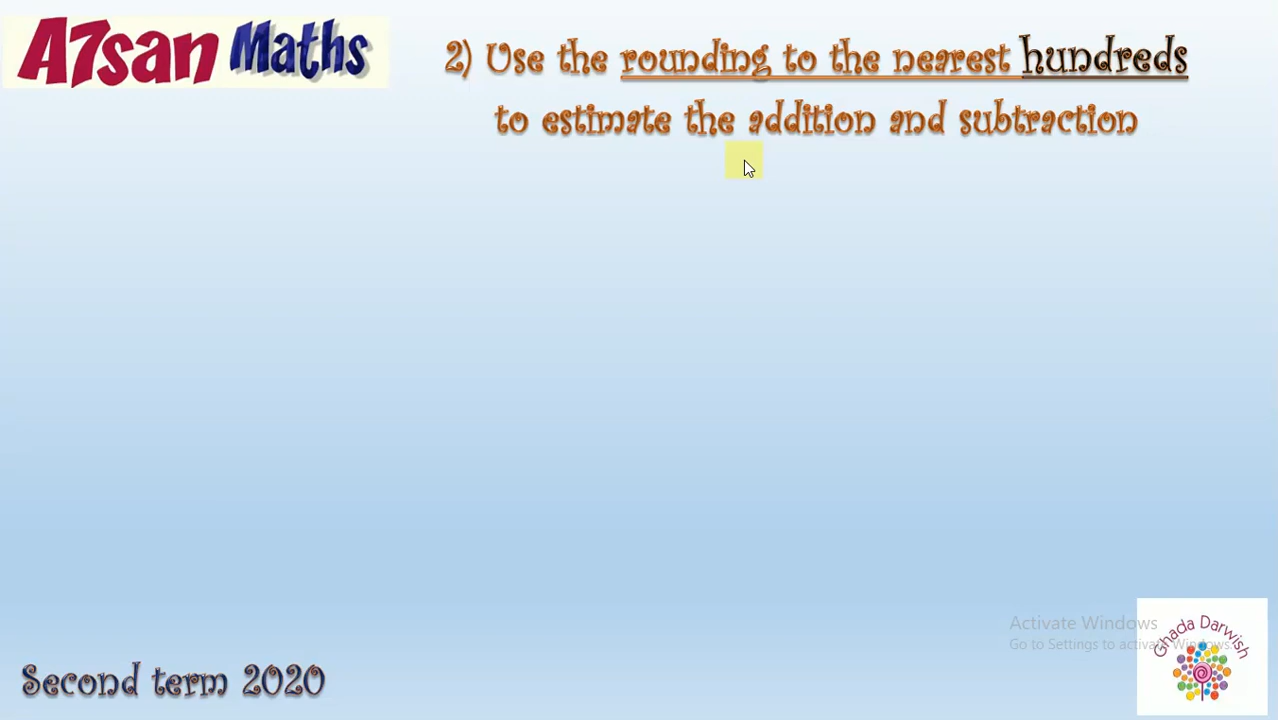 A7san Maths
2) Use the rounding to the nearest hundreds
to estimate the addition and subtraction
Activate Windows
Go to Settings to activate Windows.
Ghada Darwish
Second term 2020